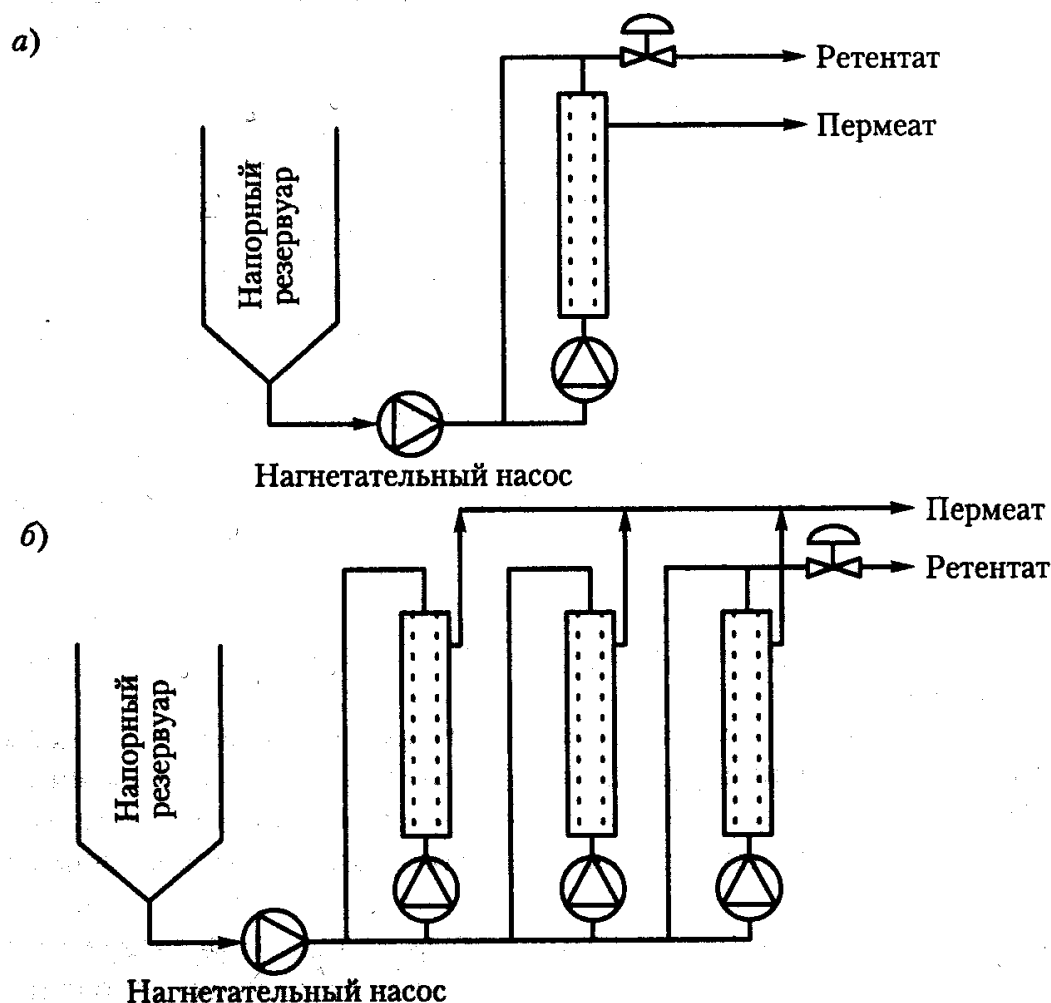 а)
Ретентат
Пермеат
Напорный
резервуар
Нагнетательный насос
б)
Пермеат
Ретентат
Напорный
резервуар
Нагнетательный насос